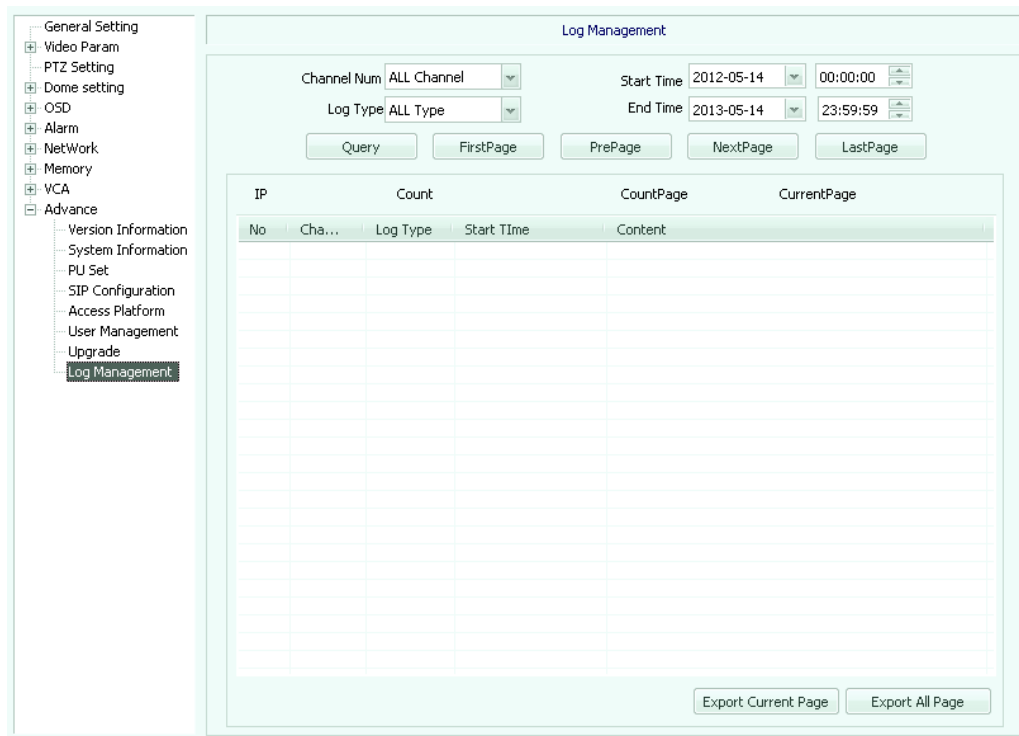 General Setting
Video Param
PTZ Setting
Dome setting
OSD
Alarm
NetWork
Memory
VCA
Advance
Version Information
System Information
PU Set
SIP Configuration
Access Platform
User Management
Upgrade
Log Management
Log Management
Channel Num ALL Channel Start Time 2012-05-14 00:00:00
Log Type ALL Type End Time 2013-05-14 23:59:59
Query FirstPage PrePage NextPage LastPage
IP Count CountPage CurrentPage
No Cha... Log Type Start TIme Content
Export Current Page Export All Page